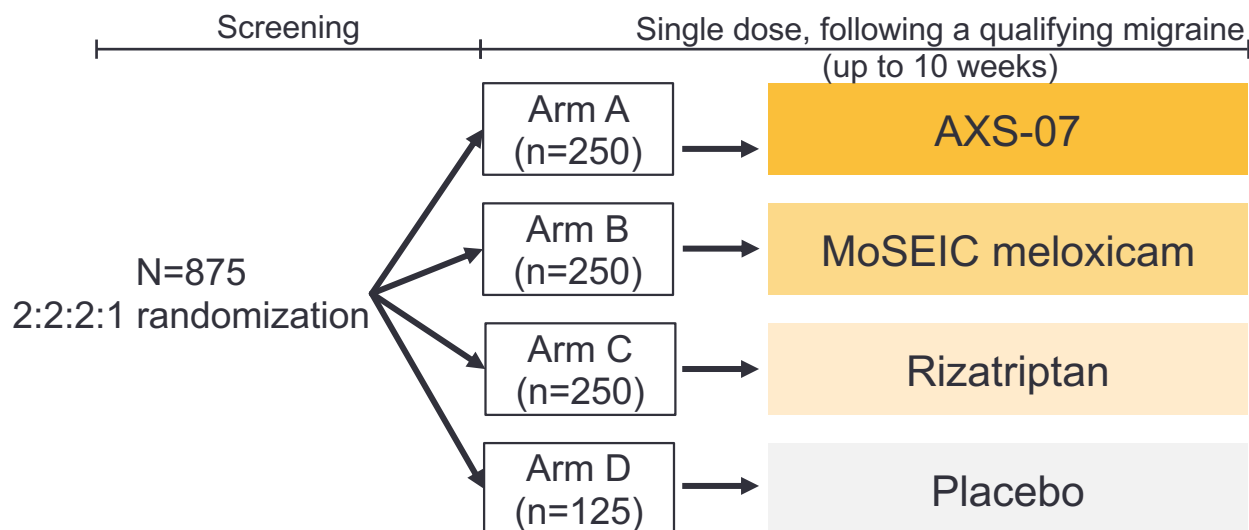 Screening
Single dose, following a qualifying migraine
(up to 10 weeks)
N=875
2:2:2:1 randomization
Arm A
(n=250)
AXS-07
Arm B
(n=250)
MoSEIC meloxicam
Arm C
(n=250)
Rizatriptan
Arm D
(n=125)
Placebo